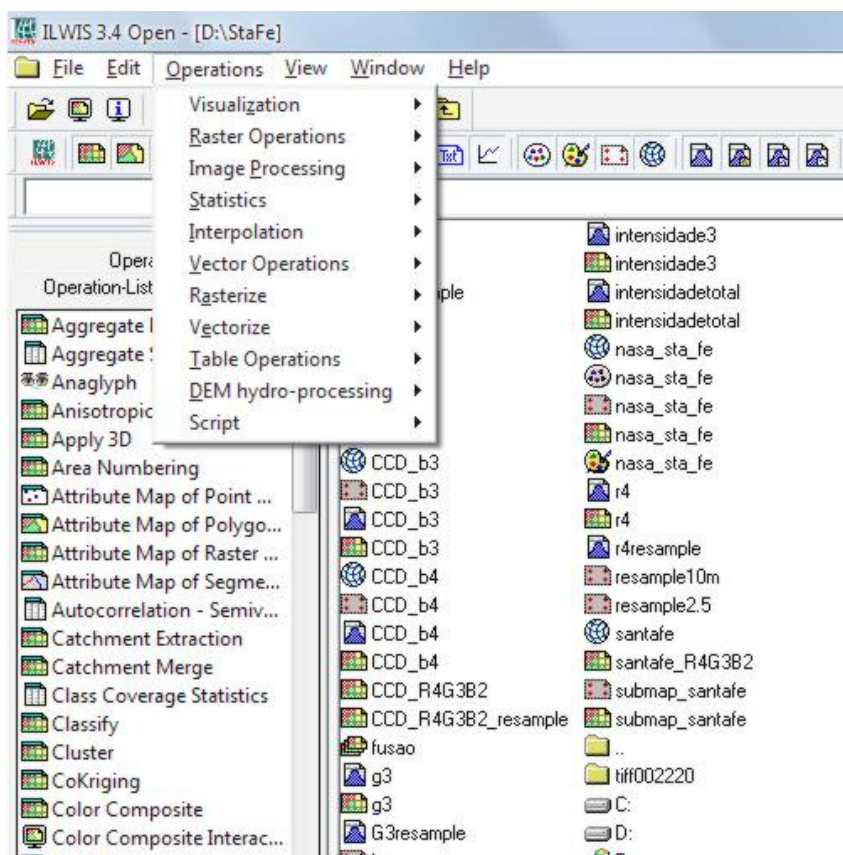 ILWIS 3.4 Open - [D:\StaFe]
File Edit Operations View Window Help
Visualization
Raster Operations
Image Processing
Statistics
Interpolation
Vector Operations
Rasterize
Vectorize
Table Operations
DEM hydro-processing
Script
Txt
Operation-List
Aggregate
Aggregate
Anaglyph
Anisotropic
Apply 3D
Area Numbering
Attribute Map of Point ...
Attribute Map of Polygo...
Attribute Map of Raster ...
Attribute Map of Segme...
Autocorrelation - Semiv...
Catchment Extraction
Catchment Merge
Class Coverage Statistics
Classify
Cluster
CoKriging
Color Composite
Color Composite Interac...
CCD_b3
CCD_b3
CCD_b3
CCD_b3
CCD_b4
CCD_b4
CCD_b4
CCD_b4
CCD_R4G3B2
CCD_R4G3B2_resample
fusao
g3
g3
G3resample
intensidade3
intensidade3
intensidadetotal
intensidadetotal
nasa_sta_fe
nasa_sta_fe
nasa_sta_fe
nasa_sta_fe
nasa_sta_fe
r4
r4
r4resample
resample10m
resample2.5
santafe
santafe_R4G3B2
submap_santafe
submap_santafe
..
tiff002220
C:
D: